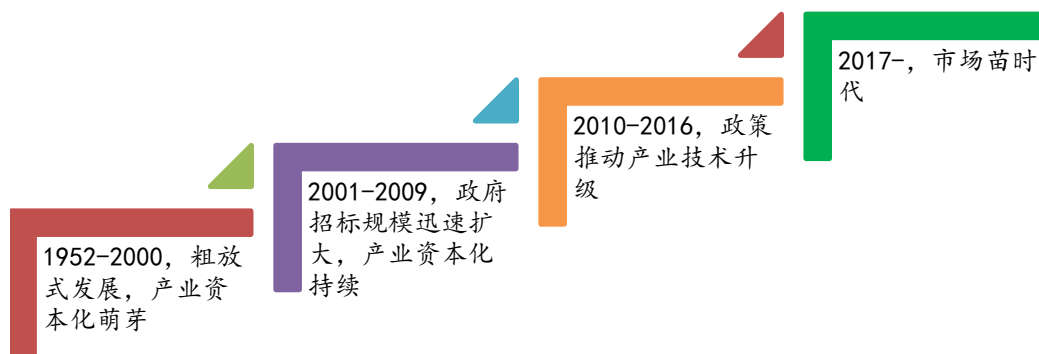 1952-2000，粗放
式发展，产业资
本化萌芽
2001-2009，政府
招标规模迅速扩
大，产业资本化
持续
2010-2016，政策
推动产业技术升
级
2017-，市场苗时
代